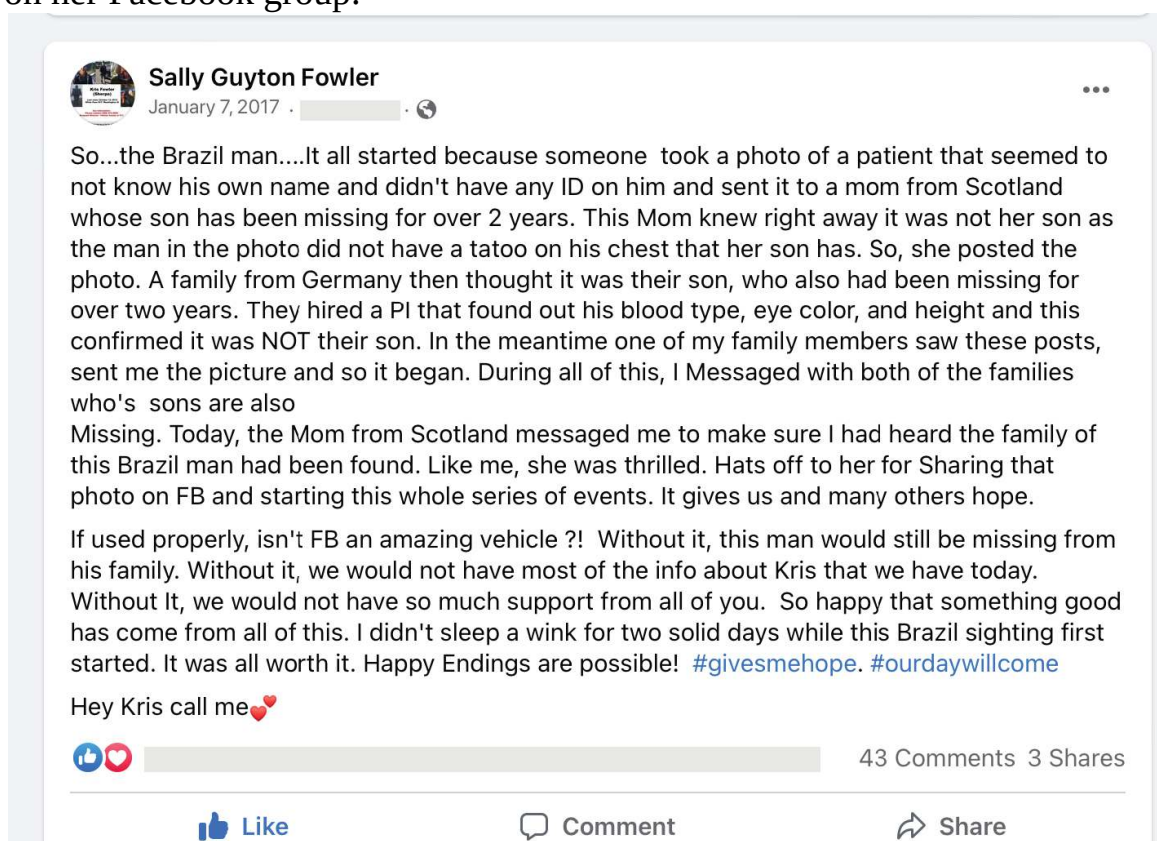 on her Facebook group:
Sally Guyton Fowler
January 7, 2017 · ·
So...the Brazil man....It all started because someone  took a photo of a patient that seemed to
not know his own name and didn't have any ID on him and sent it to a mom from Scotland
whose son has been missing for over 2 years. This Mom knew right away it was not her son as
the man in the photo did not have a tatoo on his chest that her son has. So, she posted the
photo. A family from Germany then thought it was their son, who also had been missing for
over two years. They hired a PI that found out his blood type, eye color, and height and this
confirmed it was NOT their son. In the meantime one of my family members saw these posts,
sent me the picture and so it began. During all of this, I Messaged with both of the families
who's  sons are also
Missing. Today, the Mom from Scotland messaged me to make sure I had heard the family of
this Brazil man had been found. Like me, she was thrilled. Hats off to her for Sharing that
photo on FB and starting this whole series of events. It gives us and many others hope.
If used properly, isn't FB an amazing vehicle ?!  Without it, this man would still be missing from
his family. Without it, we would not have most of the info about Kris that we have today.
Without It, we would not have so much support from all of you.  So happy that something good
has come from all of this. I didn't sleep a wink for two solid days while this Brazil sighting first
started. It was all worth it. Happy Endings are possible!  #givesmehope. #ourdaywillcome
Hey Kris call me💕
43 Comments 3 Shares
Like Comment Share